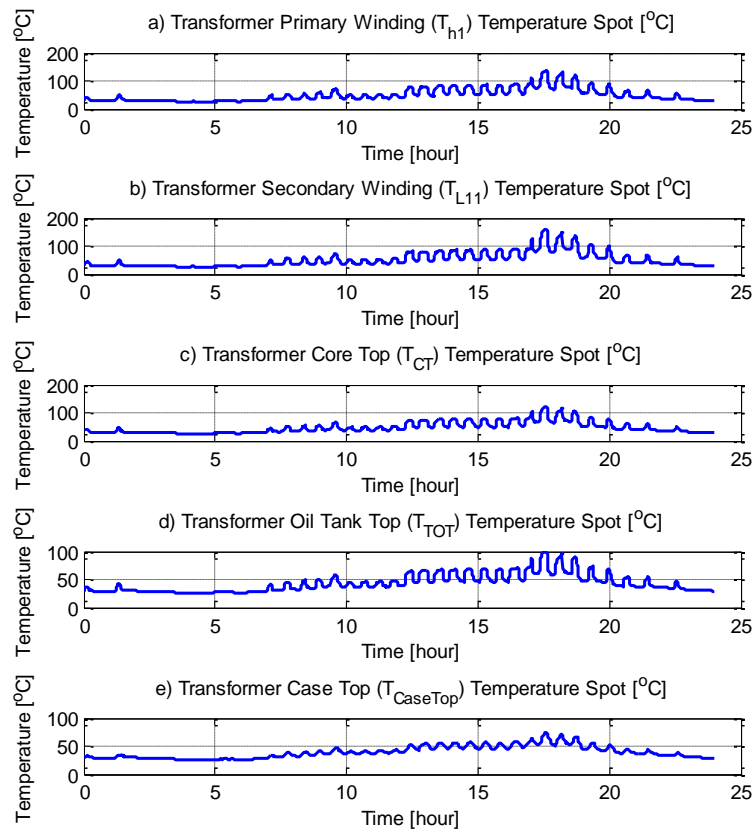 a) Transformer Primary Winding (Th1) Temperature Spot [oC]
Temperature [oC]
200
100
0
0 5 10 15 20 25
Time [hour]
b) Transformer Secondary Winding (TL11) Temperature Spot [oC]
Temperature [oC]
200
100
0
0 5 10 15 20 25
Time [hour]
c) Transformer Core Top (TCT) Temperature Spot [oC]
Temperature [oC]
200
100
0
0 5 10 15 20 25
Time [hour]
d) Transformer Oil Tank Top (TTOT) Temperature Spot [oC]
Temperature [oC]
100
50
0
0 5 10 15 20 25
Time [hour]
e) Transformer Case Top (TCaseTop) Temperature Spot [oC]
Temperature [oC]
100
50
0
0 5 10 15 20 25
Time [hour]